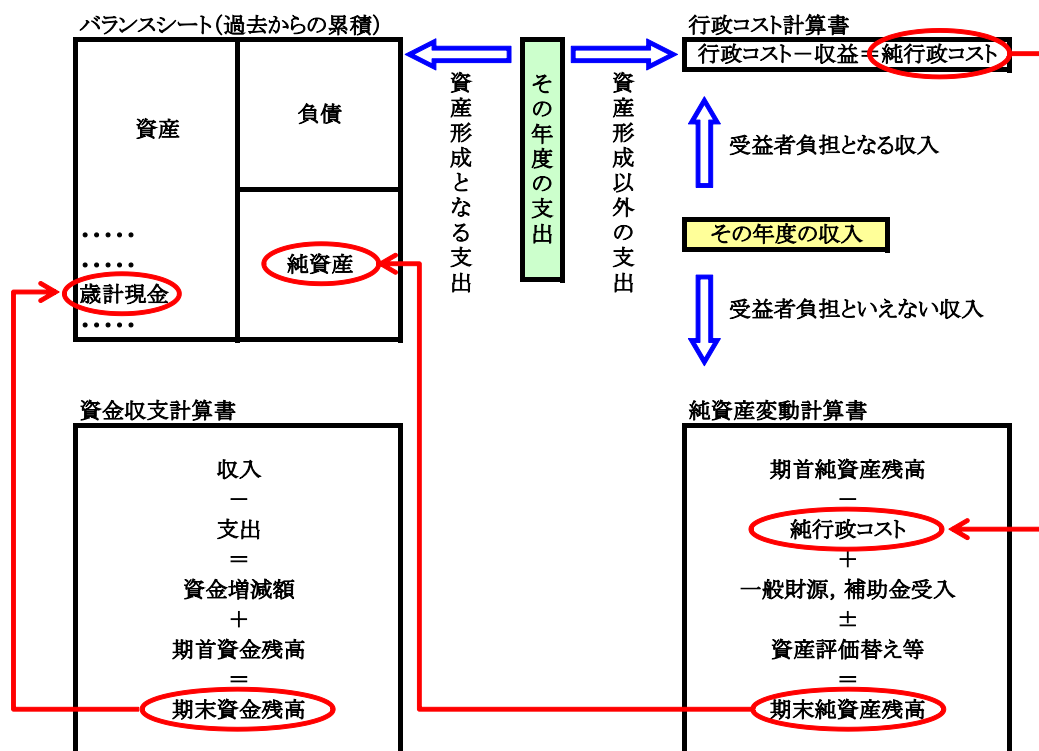 バランスシート（過去からの累積）
資産
負債
‥‥‥
‥‥‥
歳計現金
‥‥‥
純資産
資産形成となる支出
その年度の支出
資産形成以外の支出
行政コスト計算書
行政コスト－収益＝純行政コスト
受益者負担となる収入
その年度の収入
受益者負担といえない収入
資金収支計算書
収入
－
支出
＝
資金増減額
＋
期首資金残高
＝
期末資金残高
純資産変動計算書
期首純資産残高
－
純行政コスト
＋
一般財源，補助金受入
±
資産評価替え等
＝
期末純資産残高